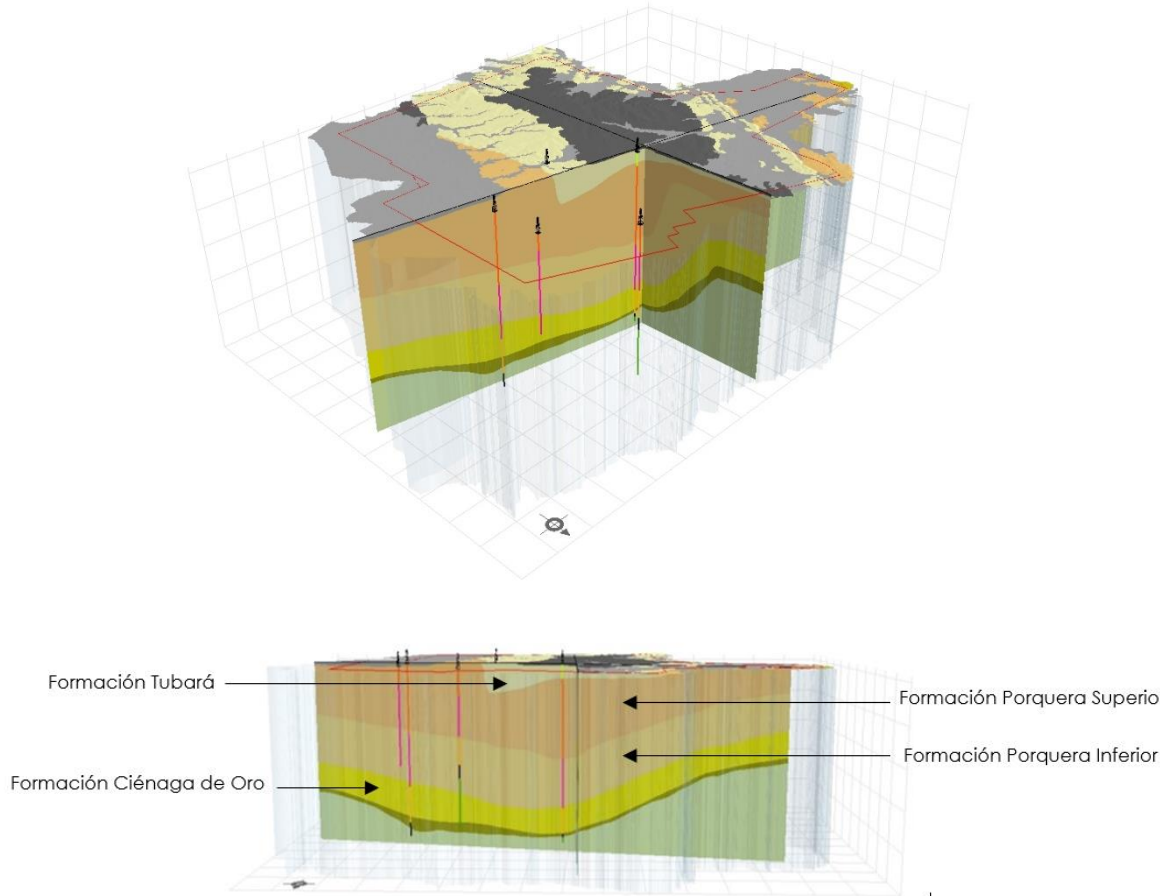 Formación Tubará
Formación Porquera Superio
Formación Porquera Inferior
Formación Ciénaga de Oro